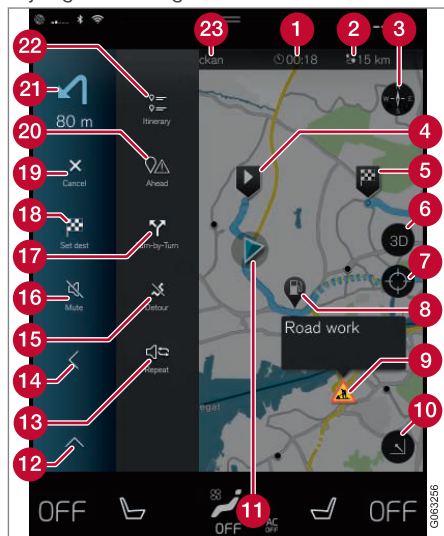 23 1 2
ckan 00:18 15 km 3
22
21
W E
80 m Itinerary
20 4
19 5
Cancel Ahead
18 6
3D
Set dest Turn-by-Turn
17 7
16
Mute Detour 8
15 Road work
14 9
Repeat
13 egat
12 10
11
OFF OFF AC OFF OFF
G063256